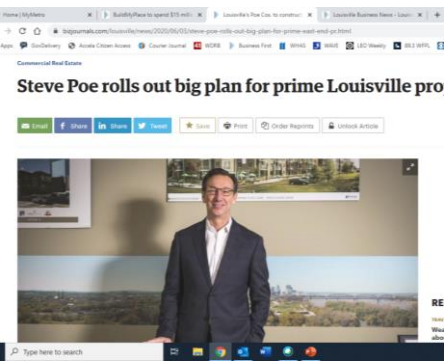 Home | MyMetro
BuildMyPlace to spend $15 mill
Louisville's Poe Cos. to construct
Louisville Business News - Louis
bizjournals.com/louisville/news/2020/06/03/steve-poe-rolls-out-big-plan-for-prime-east-end-pr.html
Apps GovDelivery Accela Citizen Access Courier Journal WDRB Business First WHAS WAVE LEO Weekly 89.3 WFPL
Commercial Real Estate
Steve Poe rolls out big plan for prime Louisville pro
Email Share Share Tweet Save Print Order Reprints Unlock Article
RE
Type here to search